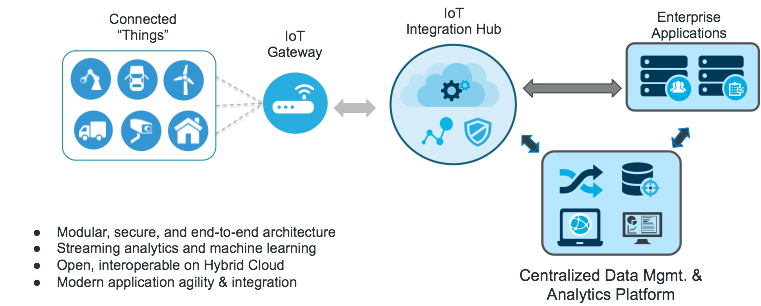 Connected
“Things”
IoT
Gateway
IoT
Integration Hub
Enterprise
Applications
● Modular, secure, and end-to-end architecture
● Streaming analytics and machine learning
● Open, interoperable on Hybrid Cloud
● Modern application agility & integration
Centralized Data Mgmt. &
Analytics Platform